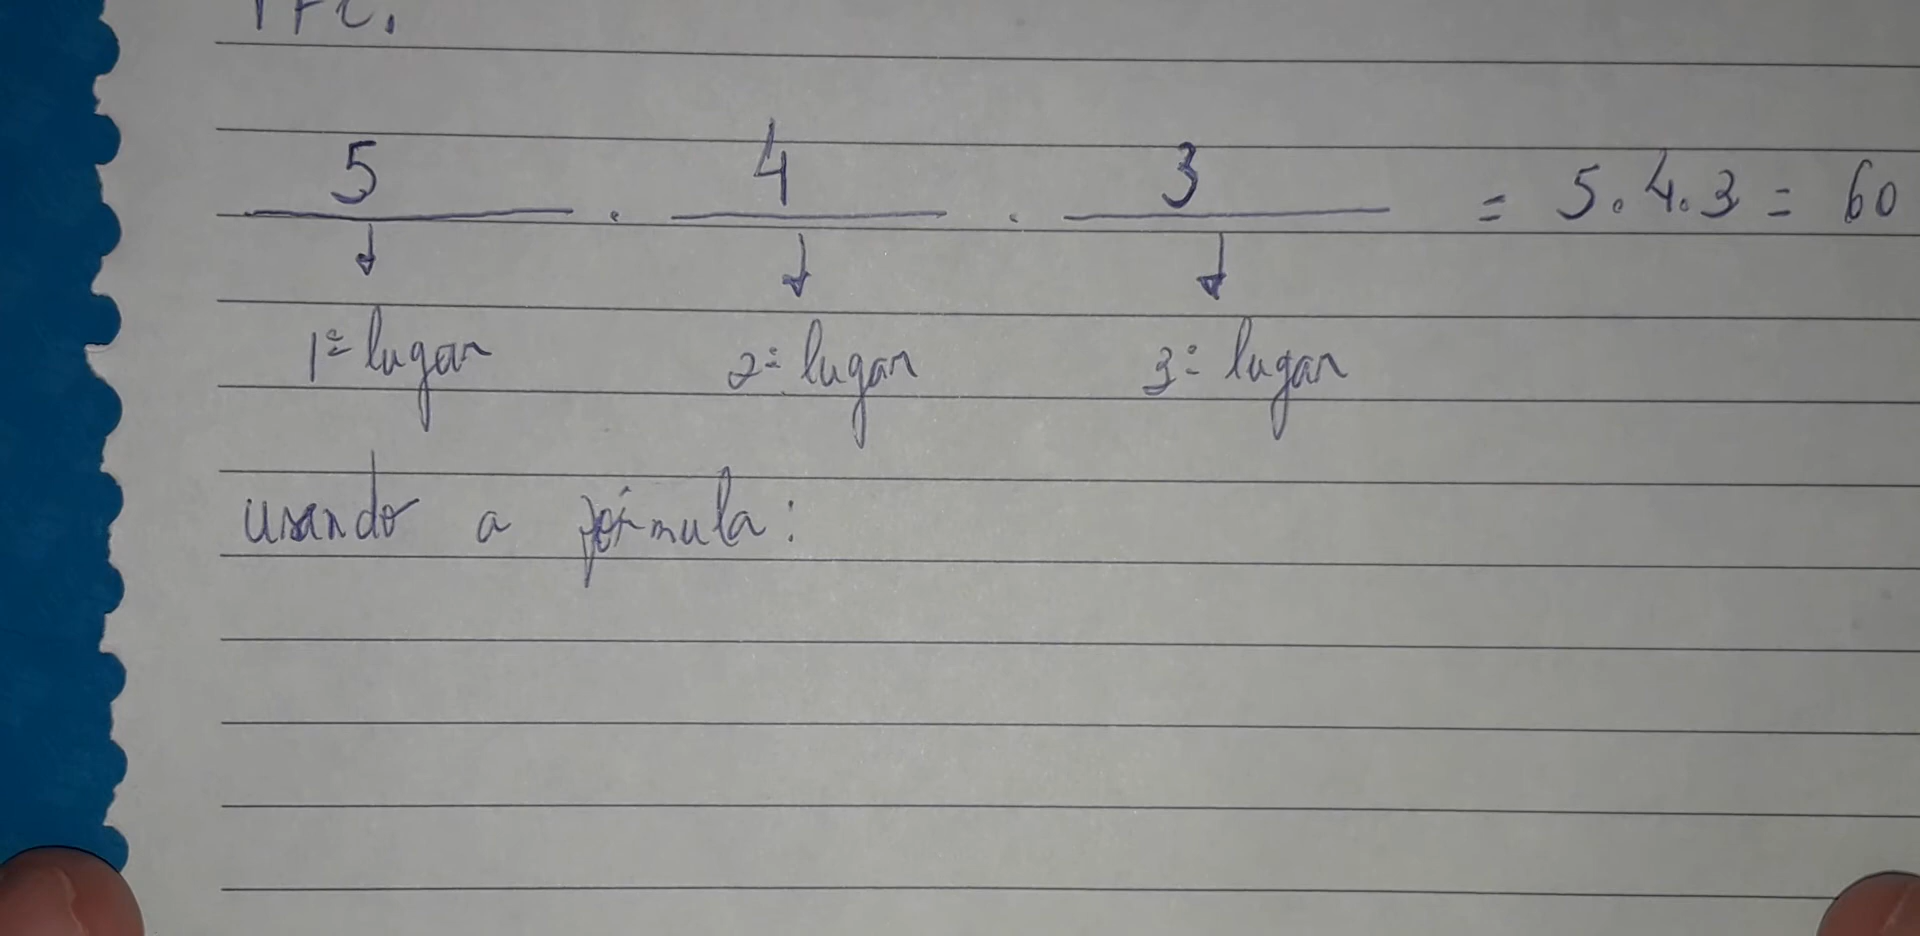 5 . 4 . 3 = 5.4.3 = 60
1º lugar 2º lugar 3º lugar
usando a fórmula: